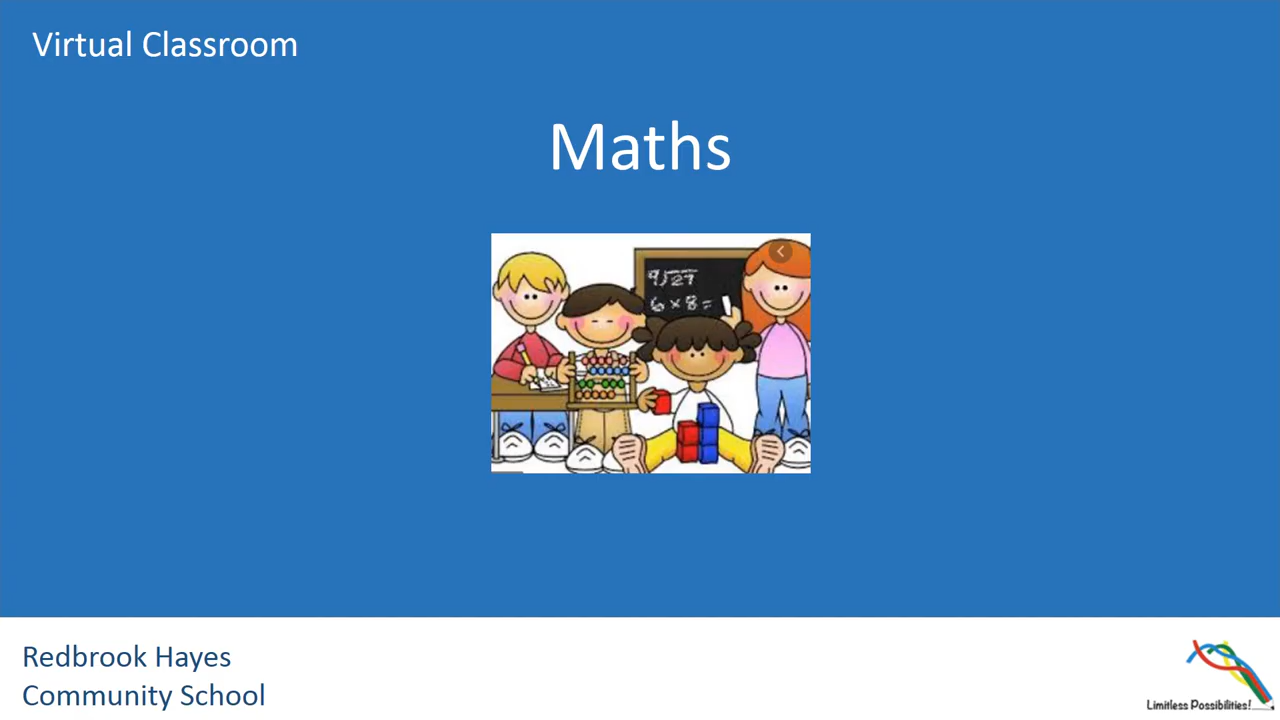 Virtual Classroom
Maths
9)27
6 x 8 =
Redbrook Hayes
Community School
Limitless Possibilities!